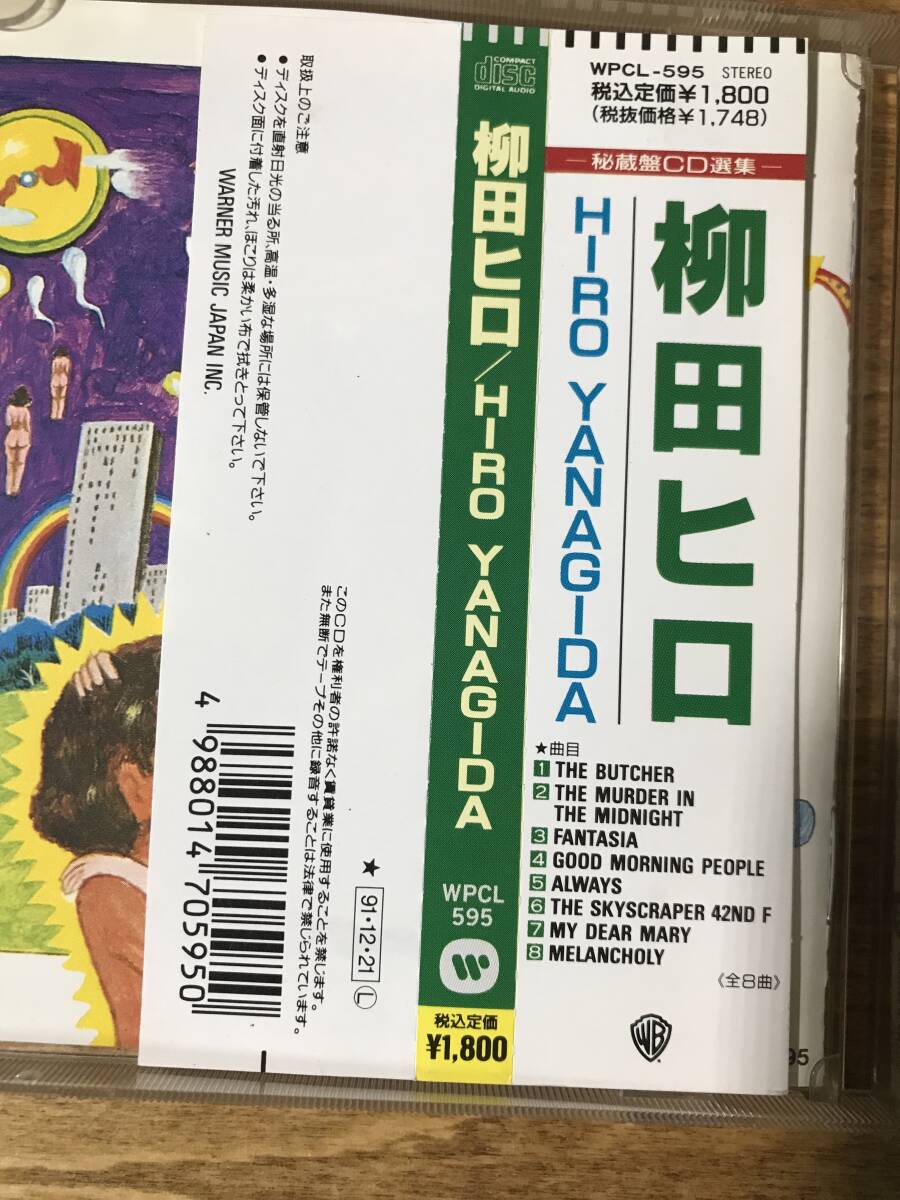 WPCL-595 STEREO
税込定価¥1,800
(税抜価格¥1,748)
秘蔵盤CD選集
柳田ヒロ
HIRO YANAGIDA
★曲目
1 THE BUTCHER
2 THE MURDER IN
THE MIDNIGHT
3 FANTASIA
4 GOOD MORNING PEOPLE
5 ALWAYS
6 THE SKYSCRAPER 42ND F
7 MY DEAR MARY
8 MELANCHOLY
《全8曲》
WB
95
COMPACT
disc
DIGITAL AUDIO
柳田ヒロ/HIRO YANAGIDA
WPCL
595
税込定価
¥1,800
取扱上のご注意
●ディスクを直射日光の当る所、高温・多湿な場所には保管しないで下さい。
●ディスク面に付着した汚れ、ほこりは柔かい布で拭きとって下さい。
WARNER MUSIC JAPAN INC.
このCDを権利者の許諾なく賃貸業に使用することを禁じます。
また無断でテープその他に録音することは法律で禁じられています。
★ 91・12・21 L
4 988014 705950